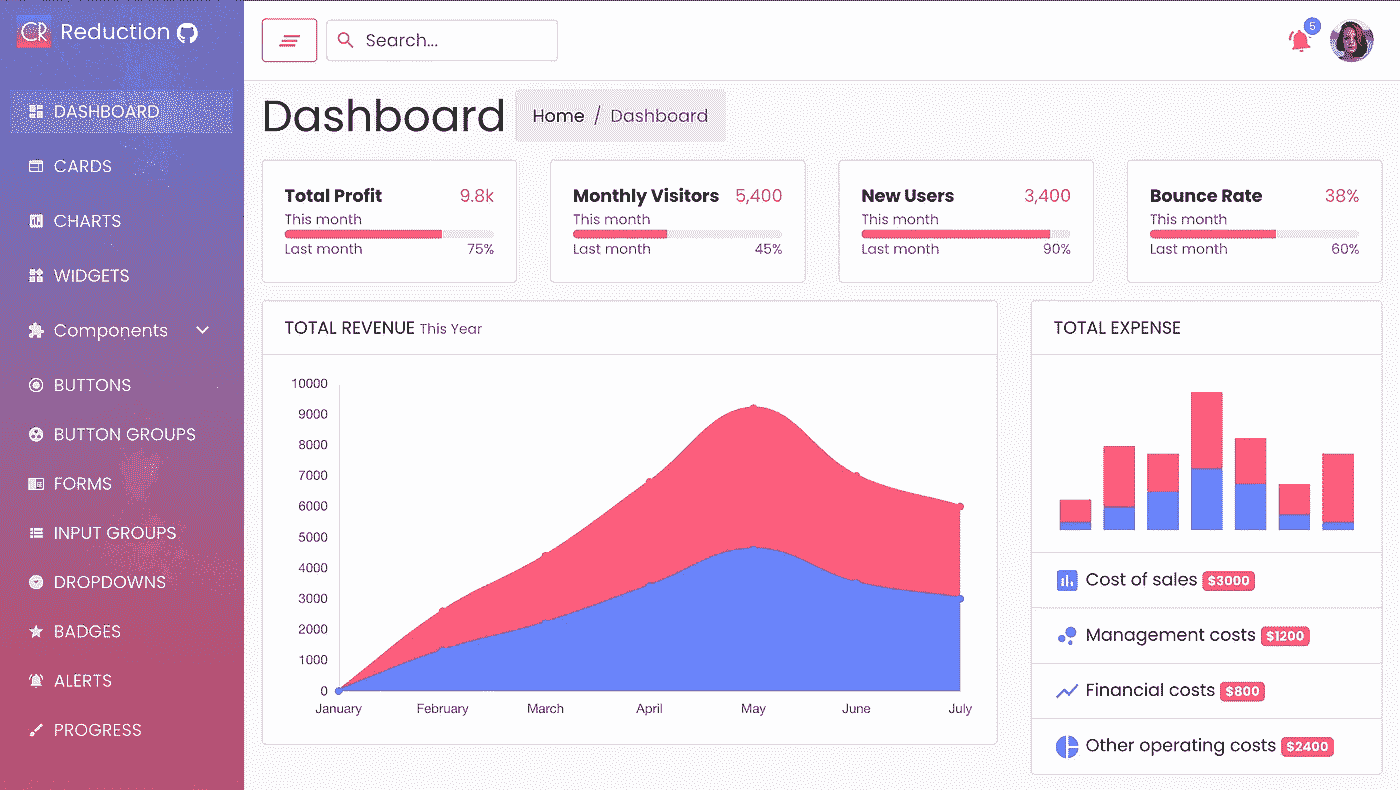 CR Reduction
DASHBOARD
CARDS
CHARTS
WIDGETS
Components
BUTTONS
BUTTON GROUPS
FORMS
INPUT GROUPS
DROPDOWNS
BADGES
ALERTS
PROGRESS
Search...
5
Dashboard
Home / Dashboard
Total Profit 9.8k
This month
Last month 75%
Monthly Visitors 5,400
This month
Last month 45%
New Users 3,400
This month
Last month 90%
Bounce Rate 38%
This month
Last month 60%
TOTAL REVENUE This Year
10000
9000
8000
7000
6000
5000
4000
3000
2000
1000
0
January February March April May June July
TOTAL EXPENSE
Cost of sales $3000
Management costs $1200
Financial costs $800
Other operating costs $2400